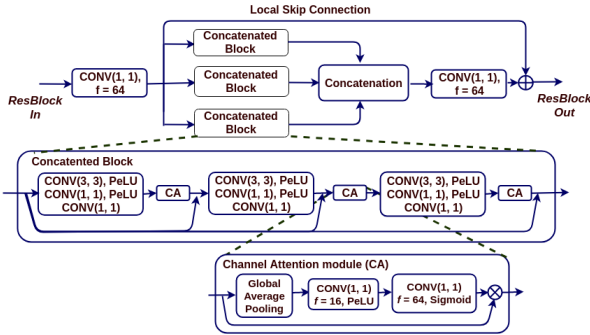 Local Skip Connection
Concatenated
Block
CONV(1, 1),
f = 64
Concatenated
Block
Concatenation
CONV(1, 1),
f = 64
ResBlock
In
ResBlock
Out
Concatenated
Block
Concatented Block
CONV(3, 3), PeLU
CONV(1, 1), PeLU
CONV(1, 1)
CA
CONV(3, 3), PeLU
CONV(1, 1), PeLU
CONV(1, 1)
CA
CONV(3, 3), PeLU
CONV(1, 1), PeLU
CONV(1, 1)
CA
Channel Attention module (CA)
Global
Average
Pooling
CONV(1, 1)
f = 16, PeLU
CONV(1, 1)
f = 64, Sigmoid